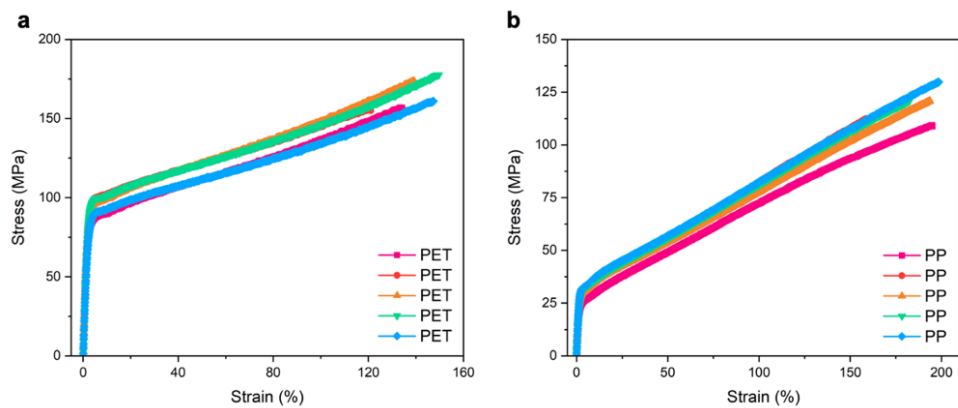 a
200
150
100
50
0
Stress (MPa)
0 40 80 120 160
Strain (%)
PET
PET
PET
PET
PET
b
150
125
100
75
50
25
0
Stress (MPa)
0 50 100 150 200
Strain (%)
PP
PP
PP
PP
PP